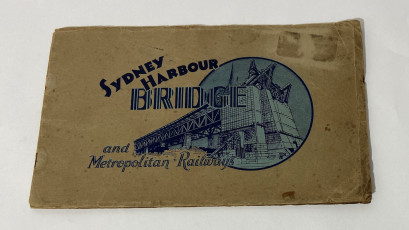 SYDNEY
HARBOUR
BRIDGE
and
Metropolitan Railways